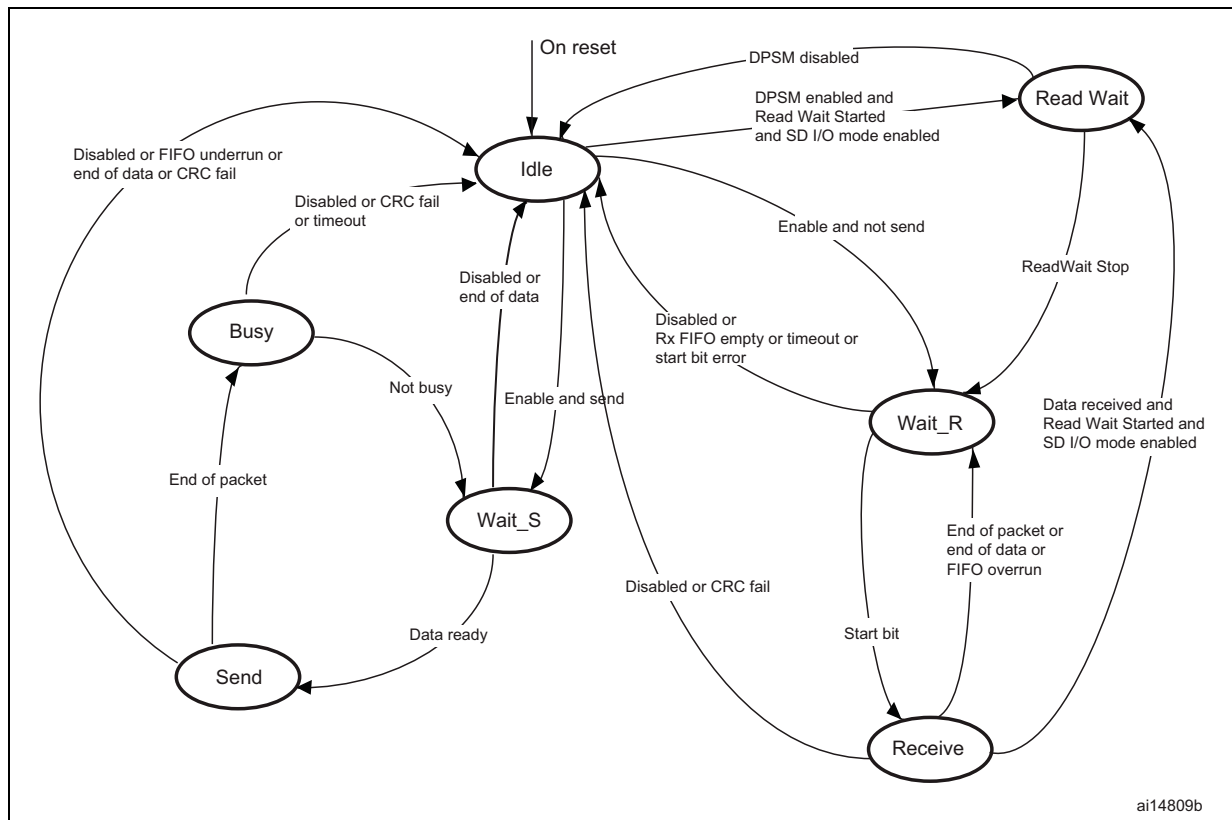 On reset
DPSM disabled
Read Wait
DPSM enabled and
Read Wait Started
and SD I/O mode enabled
Disabled or FIFO underrun or
end of data or CRC fail
Idle
Disabled or CRC fail
or timeout
Enable and not send
Disabled or
end of data
ReadWait Stop
Busy
Disabled or
Rx FIFO empty or timeout or
start bit error
Not busy
Enable and send
Wait_R
Data received and
Read Wait Started and
SD I/O mode enabled
End of packet
Wait_S
End of packet or
end of data or
FIFO overrun
Disabled or CRC fail
Data ready
Start bit
Send
Receive
ai14809b